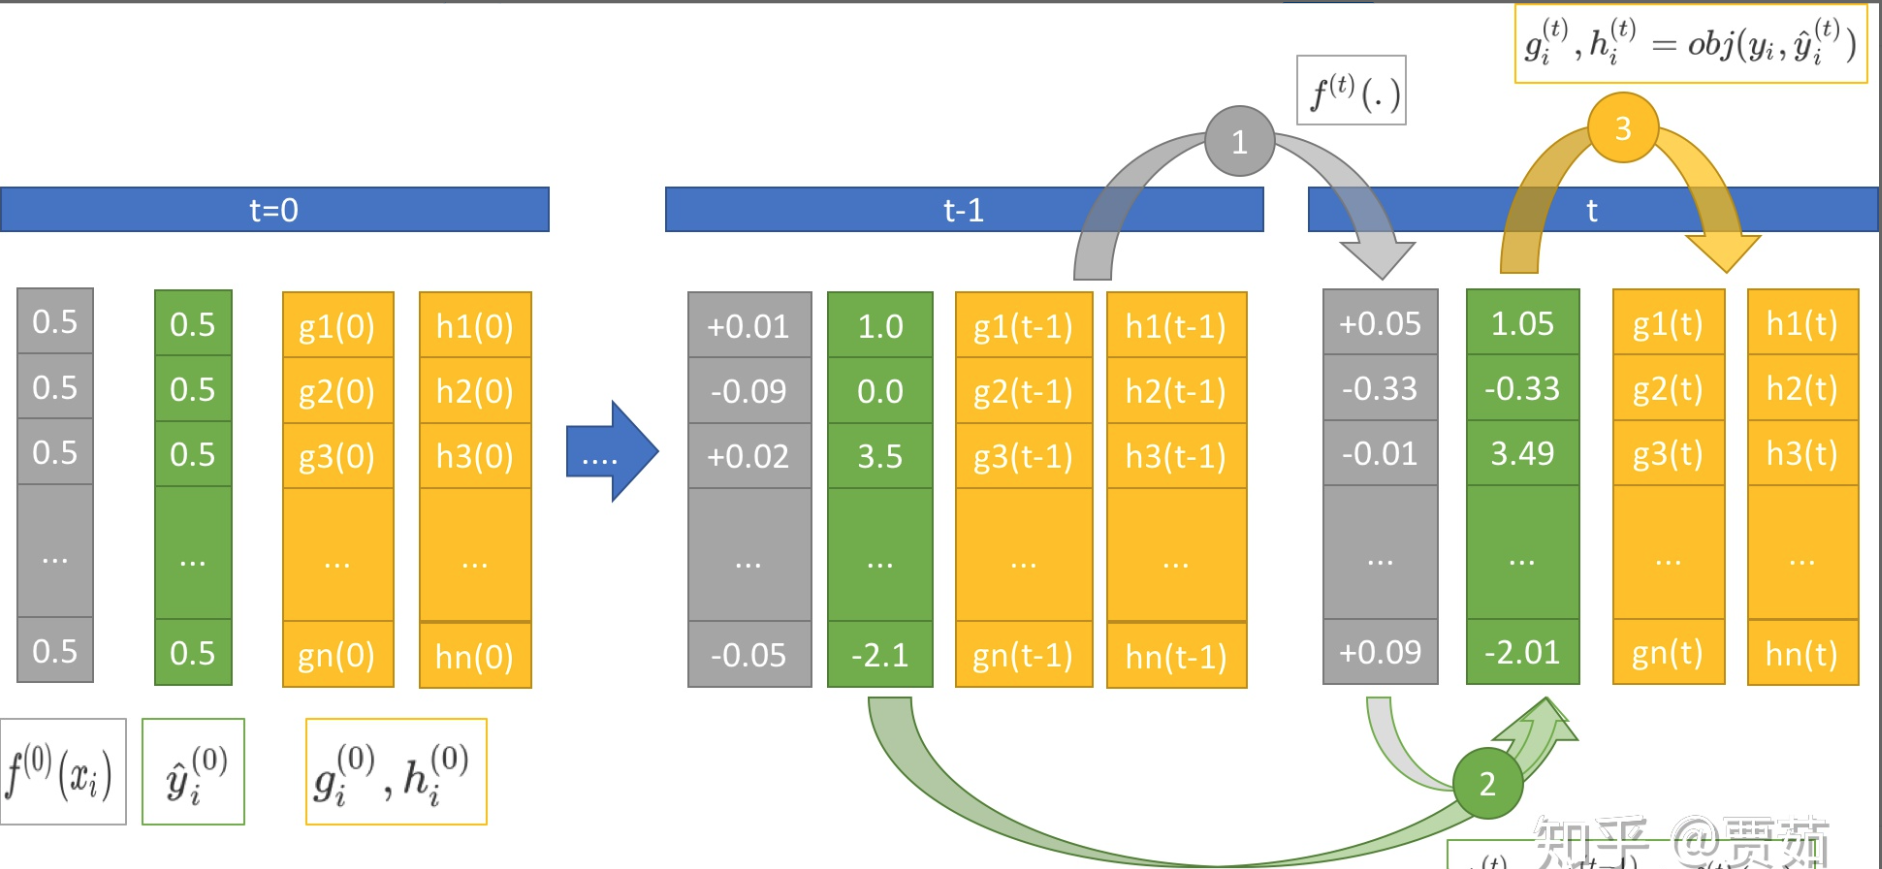 g_i^{(t)}, h_i^{(t)} = obj(y_i, ŷ_i^{(t)})
f^{(t)}(.)
1
3
t=0
t-1
t
0.5 0.5 g1(0) h1(0)
0.5 0.5 g2(0) h2(0)
0.5 0.5 g3(0) h3(0)
... ... ... ...
0.5 0.5 gn(0) hn(0)
....
+0.01 1.0 g1(t-1) h1(t-1)
-0.09 0.0 g2(t-1) h2(t-1)
+0.02 3.5 g3(t-1) h3(t-1)
... ... ... ...
-0.05 -2.1 gn(t-1) hn(t-1)
+0.05 1.05 g1(t) h1(t)
-0.33 -0.33 g2(t) h2(t)
-0.01 3.49 g3(t) h3(t)
... ... ... ...
+0.09 -2.01 gn(t) hn(t)
f^{(0)}(x_i)
ŷ_i^{(0)}
g_i^{(0)}, h_i^{(0)}
2
知乎 @贾茹